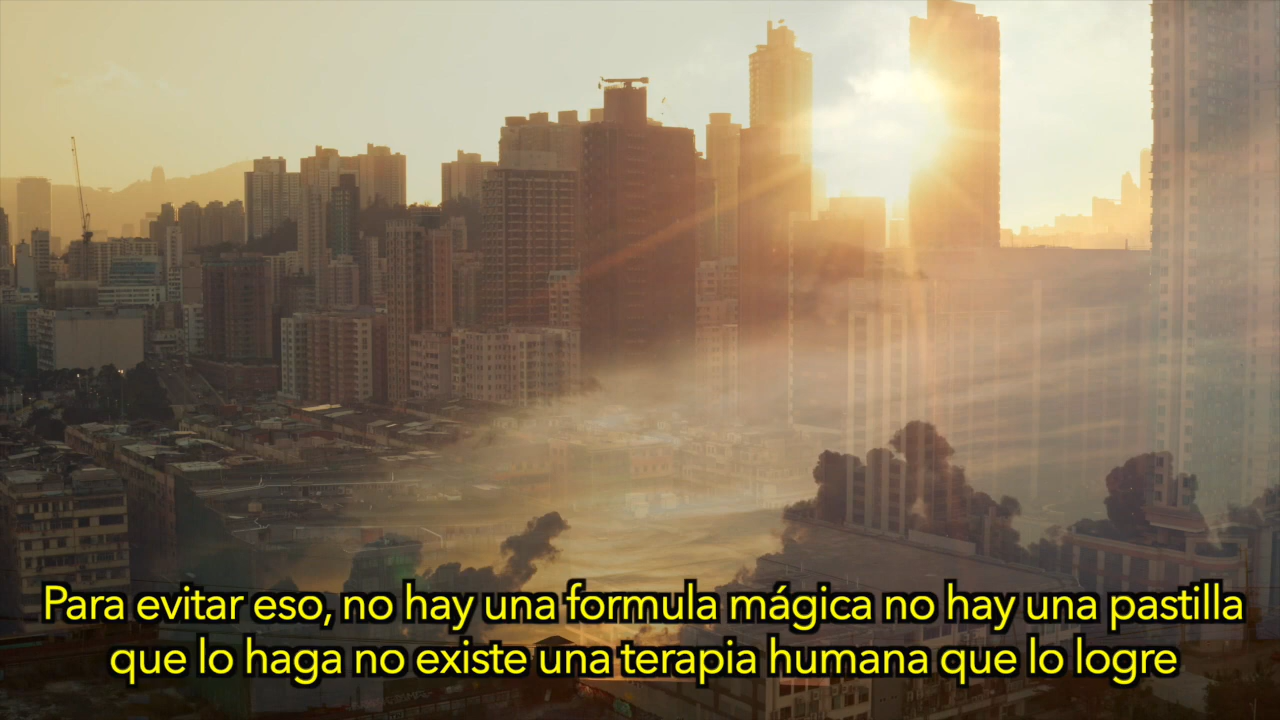 Para evitar eso, no hay una formula mágica no hay una pastilla
que lo haga no existe una terapia humana que lo logre